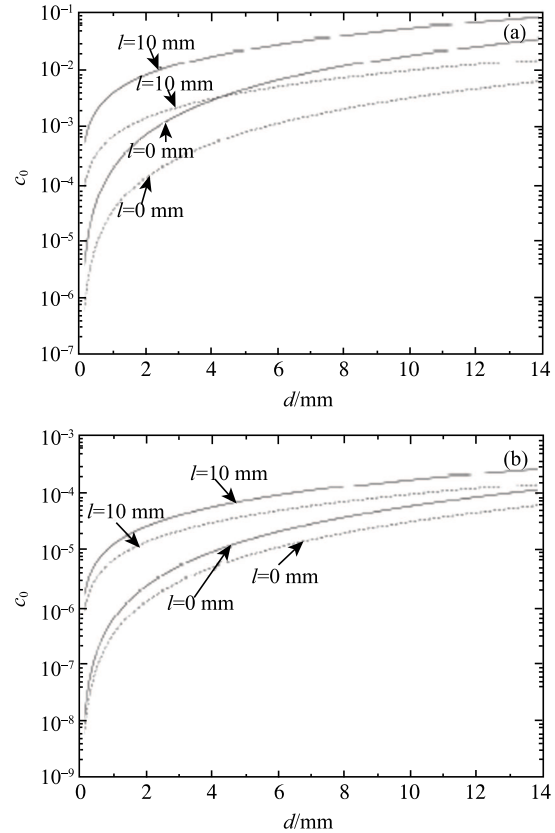 10⁻¹
(a)
l=10 mm
10⁻²
l=10 mm
10⁻³
l=0 mm
c₀
10⁻⁴
l=0 mm
10⁻⁵
10⁻⁶
10⁻⁷
0 2 4 6 8 10 12 14
d/mm
10⁻³
(b)
l=10 mm
10⁻⁴
l=10 mm
10⁻⁵
l=0 mm
l=0 mm
c₀
10⁻⁶
10⁻⁷
10⁻⁸
10⁻⁹
0 2 4 6 8 10 12 14
d/mm